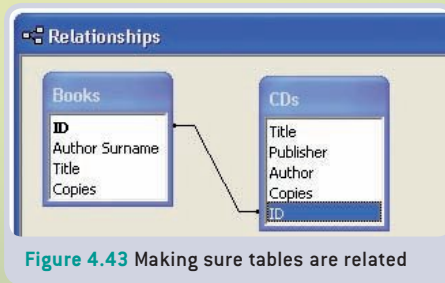 Relationships
Books
ID
Author Surname
Title
Copies
CDs
Title
Publisher
Author
Copies
ID
Figure 4.43 Making sure tables are related